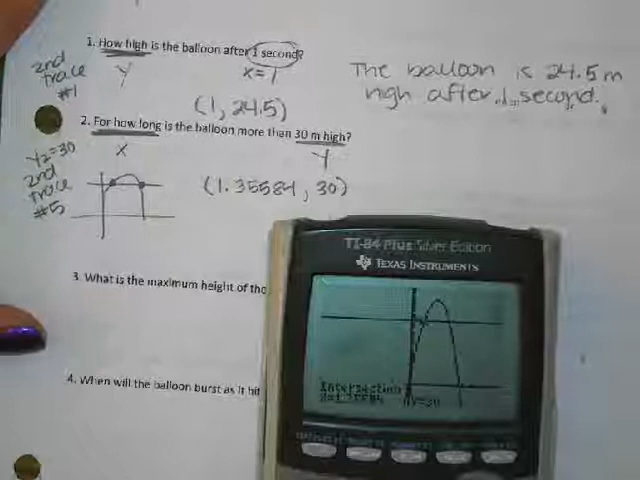 1. How high is the balloon after 1 second?
2nd
trace
#1
Y
x=1
The balloon is 24.5 m
high after 1 second.
(1, 24.5)
2. For how long is the balloon more than 30 m high?
Y2=30
2nd
trace
#5
X
Y
(1.35584, 30)
3. What is the maximum height of the
TI-84 Plus Silver Edition
TEXAS INSTRUMENTS
4. When will the balloon burst as it hit
Intersection
X=1.35584 Y=30